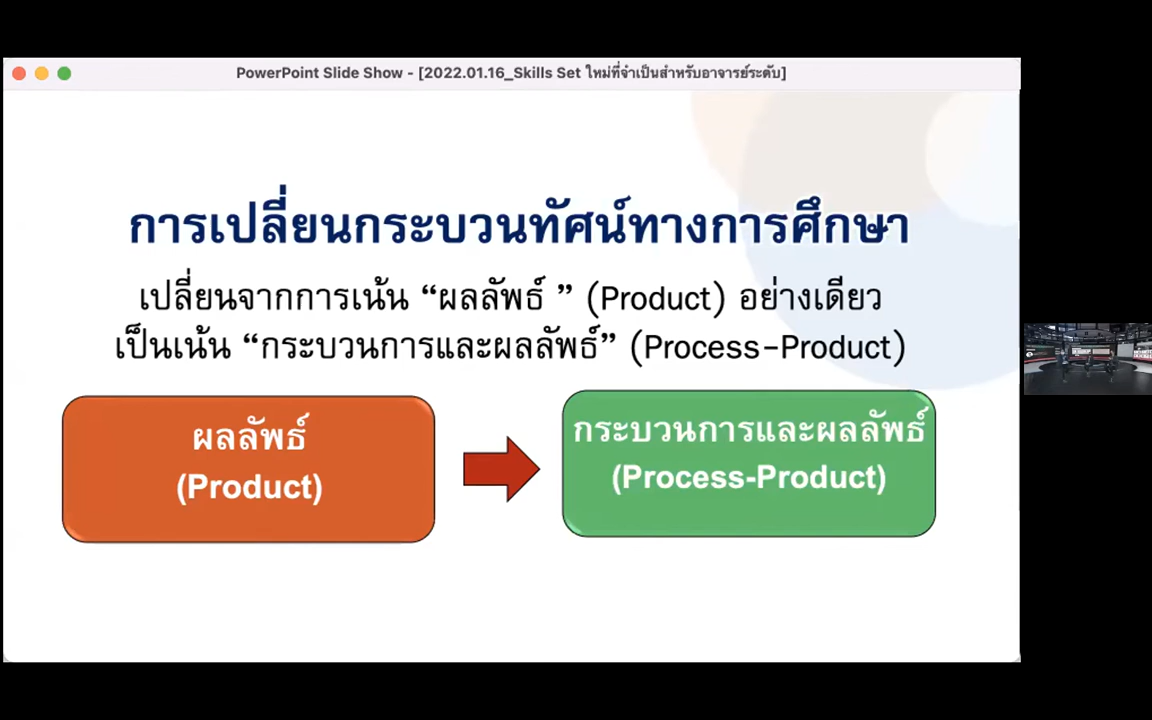 PowerPoint Slide Show - [2022.01.16_Skills Set ใหม่ที่จำเป็นสำหรับอาจารย์ระดับ]
การเปลี่ยนกระบวนทัศน์ทางการศึกษา
เปลี่ยนจากการเน้น “ผลลัพธ์ ” (Product) อย่างเดียว
เป็นเน้น “กระบวนการและผลลัพธ์” (Process-Product)
ผลลัพธ์
(Product)
กระบวนการและผลลัพธ์
(Process-Product)